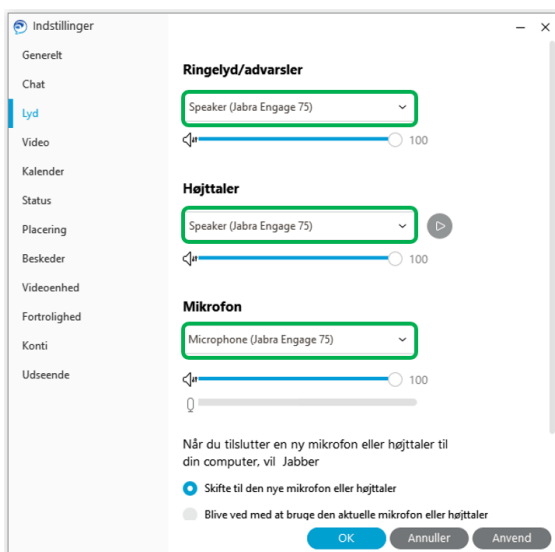 Indstillinger
Generelt
Chat
Lyd
Video
Kalender
Status
Placering
Beskeder
Videoenhed
Fortrolighed
Konti
Udseende
Ringelyd/advarsler
Speaker (Jabra Engage 75)
100
Højttaler
Speaker (Jabra Engage 75)
100
Mikrofon
Microphone (Jabra Engage 75)
100
Når du tilslutter en ny mikrofon eller højttaler til
din computer, vil Jabber
Skifte til den nye mikrofon eller højttaler
Blive ved med at bruge den aktuelle mikrofon eller højttaler
OK Annuller Anvend